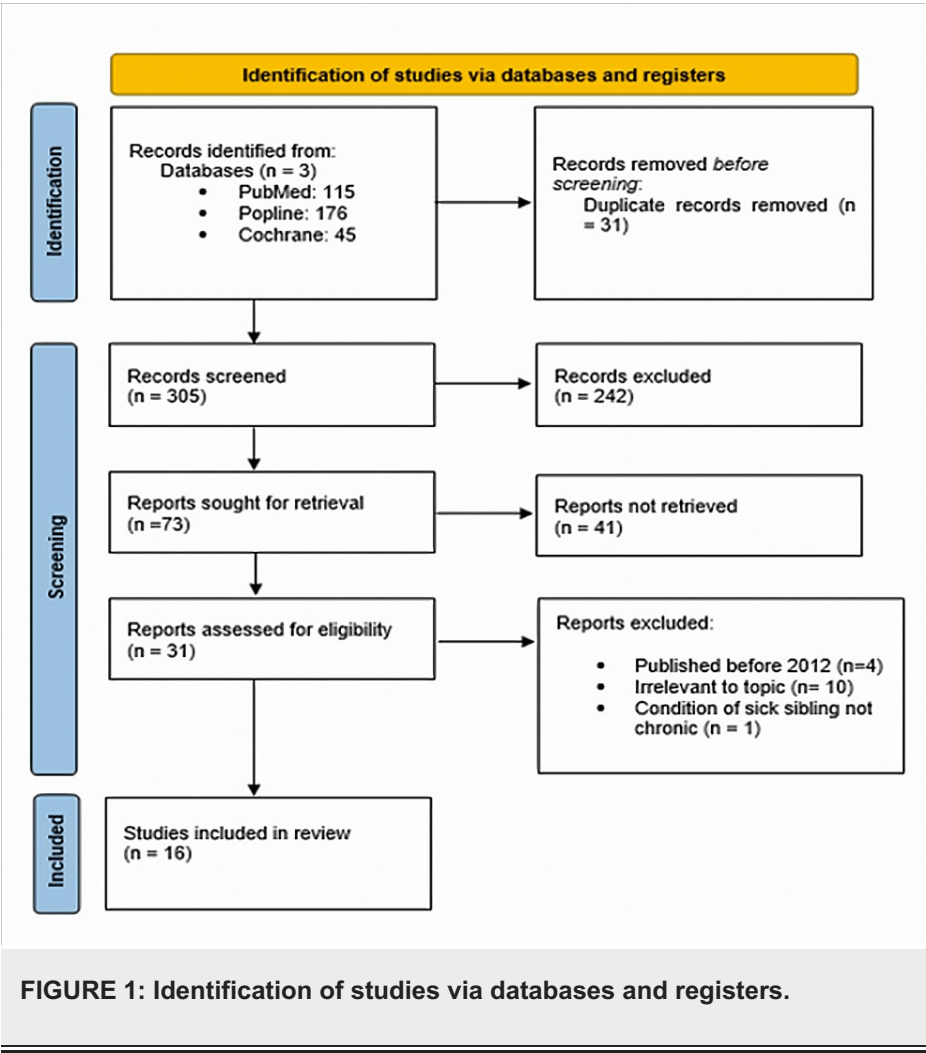 Identification of studies via databases and registers
Identification
Records identified from:
Databases (n = 3)
• PubMed: 115
• Popline: 176
• Cochrane: 45
Records removed before
screening:
Duplicate records removed (n
= 31)
Screening
Records screened
(n = 305)
Records excluded
(n = 242)
Reports sought for retrieval
(n =73)
Reports not retrieved
(n = 41)
Reports assessed for eligibility
(n = 31)
Reports excluded:
• Published before 2012 (n=4)
• Irrelevant to topic (n= 10)
• Condition of sick sibling not
chronic (n = 1)
Included
Studies included in review
(n = 16)
FIGURE 1: Identification of studies via databases and registers.